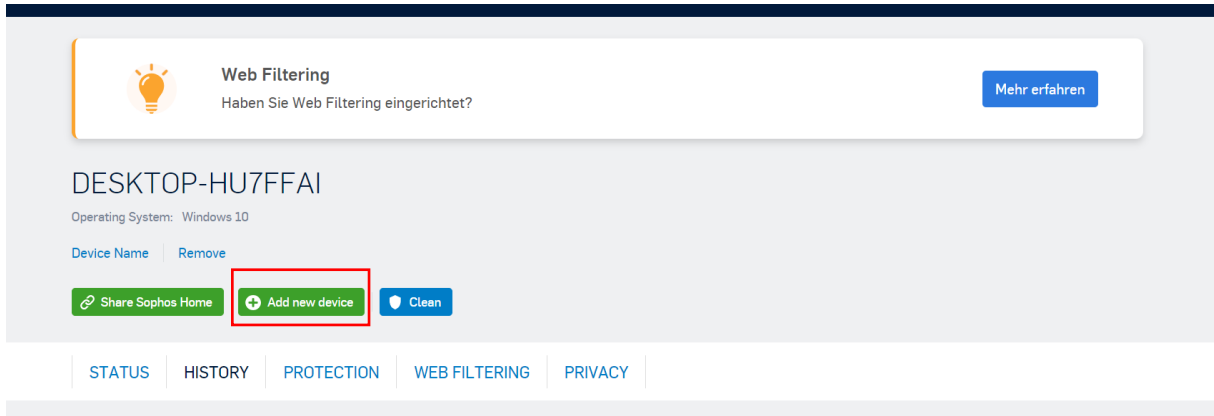 Web Filtering
Haben Sie Web Filtering eingerichtet?
Mehr erfahren
DESKTOP-HU7FFAI
Operating System: Windows 10
Device Name Remove
Share Sophos Home Add new device Clean
STATUS HISTORY PROTECTION WEB FILTERING PRIVACY